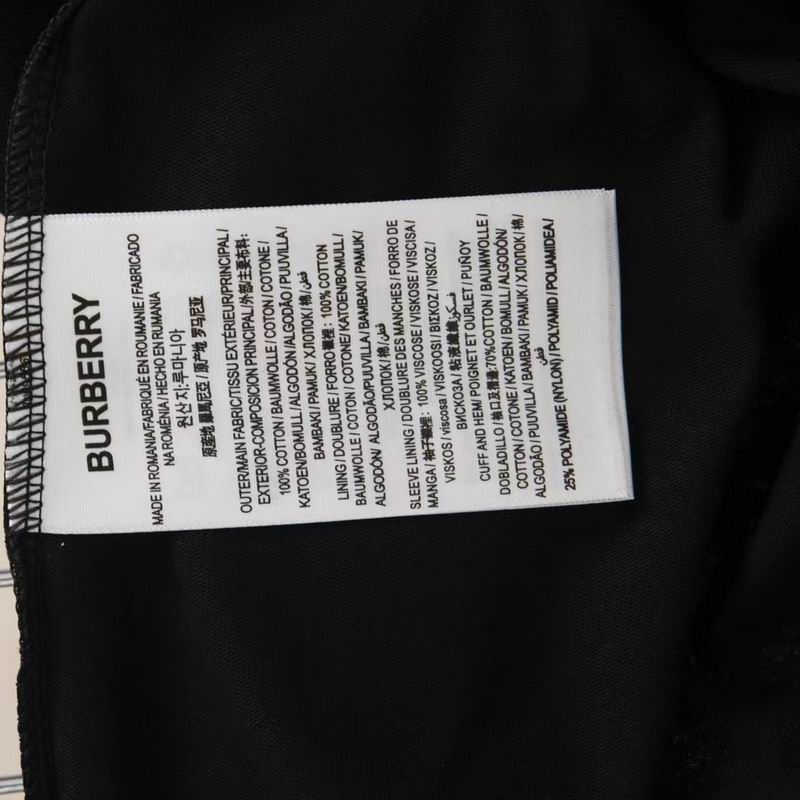 BURBERRY
MADE IN ROMANIA/FABRIQUÉ EN ROUMANIE / FABRICADO
NA ROMÉNIA / HECHO EN RUMANIA
원산지:루마니아
原産地 羅馬尼亞 / 原产地 罗马尼亚
OUTER/MAIN FABRIC/TISSU EXTÉRIEUR/PRINCIPAL/
EXTERIOR-COMPOSICION PRINCIPAL/外部主要布料:
100% COTTON / BAUMWOLLE / COTON / COTONE /
KATOEN/BOMULL / ALGODÓN / ALGODÃO / PUUVILLA /
BAMBAKI / PAMUK / ХЛОПОК / 棉 / قطن
LINING / DOUBLURE / FORRO 襯裡: 100% COTTON
BAUMWOLLE / COTON / COTONE / KATOEN/BOMULL /
ALGODÓN/ ALGODÃO/PUUVILLA / BAMBAKI / PAMUK /
ХЛОПОК / 棉 / قطن
SLEEVE LINING / DOUBLURE DES MANCHES / FORRO DE
MANGA / 袖子襯裡: 100% VISCOSE / VISKOSE / VISCISA /
VISKOS / viscosa / VISKOOSI / ΒΙΣΚΟΖ / VISKOZ /
ВИСКОЗА / 粘液纖維 / فسكوز
CUFF AND HEM/ POIGNET ET OURLET / PUÑOY
DOBLADILLO / 袖口及滑邊:70%COTTON / BAUMWOLLE /
COTTON / COTONE / KATOEN / BOMULL / ALGODÓN/
ALGODÃO / PUUVILLA / BAMBAKI / PAMUK / ХЛОПОК / 棉/
قطن
25% POLYAMIDE (NYLON) / POLYAMID / POLIAMIDEA /